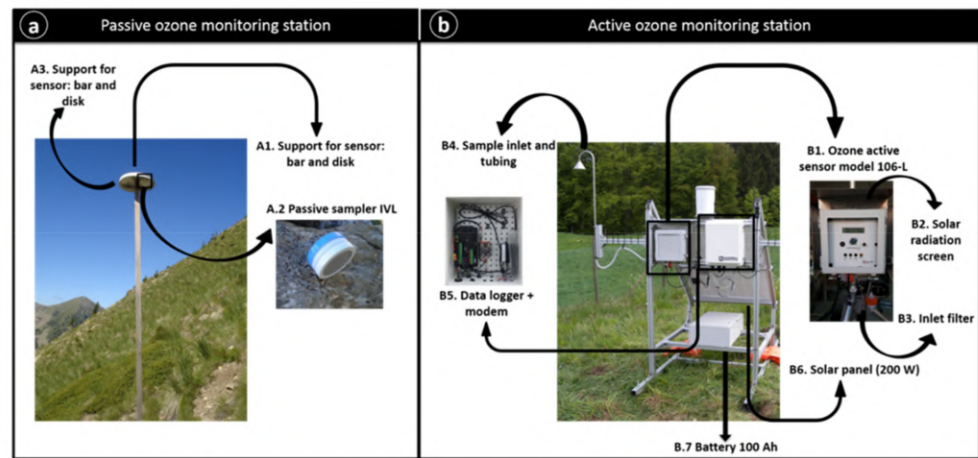 a
Passive ozone monitoring station
A3. Support for
sensor: bar and
disk
A1. Support for sensor:
bar and disk
A.2 Passive sampler IVL
b
Active ozone monitoring station
B4. Sample inlet and
tubing
B1. Ozone active
sensor model 106-L
B2. Solar
radiation
screen
B5. Data logger +
modem
B3. Inlet filter
B6. Solar panel (200 W)
B.7 Battery 100 Ah